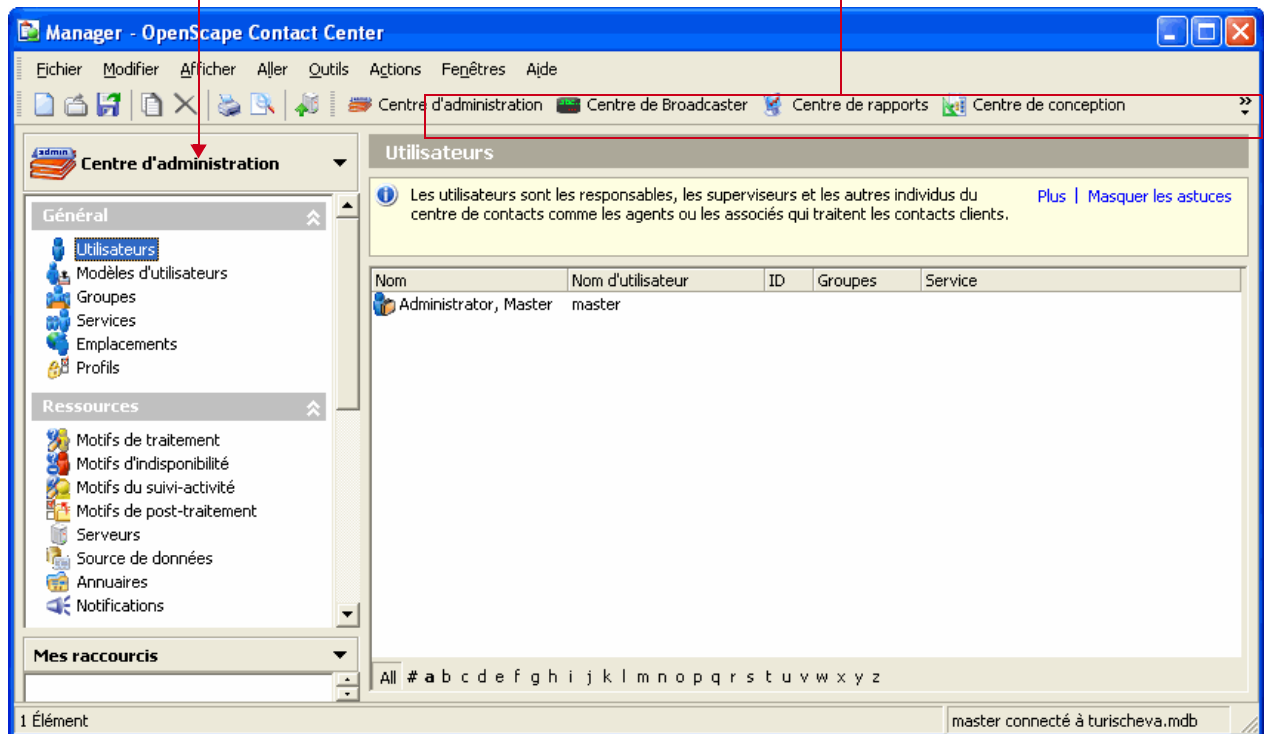 Manager - OpenScape Contact Center
Fichier Modifier Afficher Aller Outils Actions Fenêtres Aide
Centre d'administration Centre de Broadcaster Centre de rapports Centre de conception
admin
Centre d'administration
Utilisateurs
Les utilisateurs sont les responsables, les superviseurs et les autres individus du
centre de contacts comme les agents ou les associés qui traitent les contacts clients.
Plus | Masquer les astuces
Général
Utilisateurs
Modèles d'utilisateurs
Groupes
Services
Emplacements
Profils
Ressources
Motifs de traitement
Motifs d'indisponibilité
Motifs du suivi-activité
Motifs de post-traitement
Serveurs
Source de données
Annuaires
Notifications
Mes raccourcis
Nom Nom d'utilisateur ID Groupes Service
Administrator, Master master
All # a b c d e f g h i j k l m n o p q r s t u v w x y z
1 Élément
master connecté à turischeva.mdb